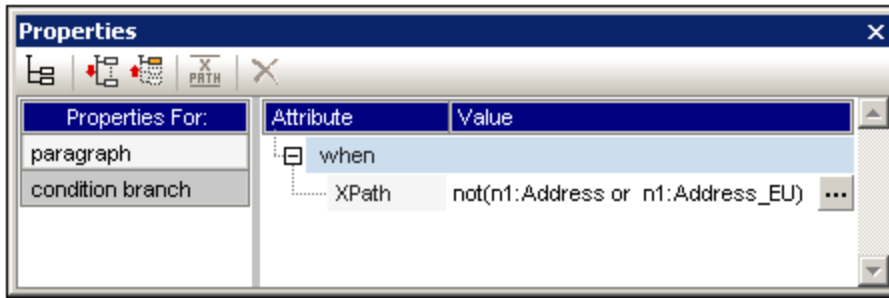 Properties
X
PATH
Properties For:
Attribute Value
paragraph
when
condition branch
XPath not(n1:Address or n1:Address_EU) ...